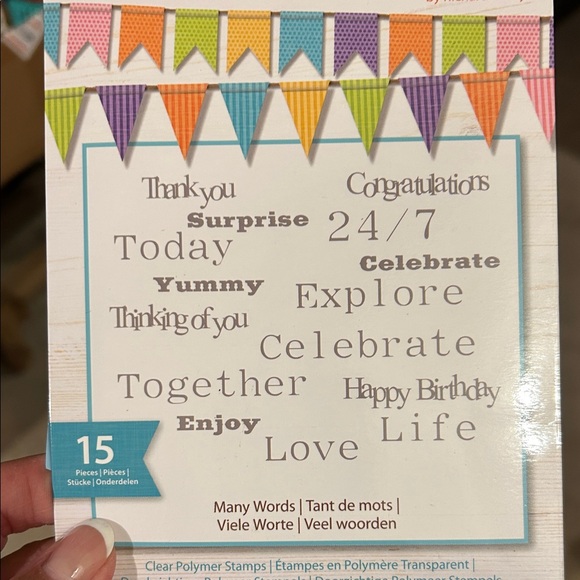 Thank you
Congratulations
Surprise
24/7
Today
Celebrate
Yummy
Explore
Thinking of you
Celebrate
Together
Happy Birthday
Enjoy
Life
Love
15
Pieces | Pièces |
Stücke | Onderdelen
Many Words | Tant de mots |
Viele Worte | Veel woorden
Clear Polymer Stamps | Étampes en Polymère Transparent |